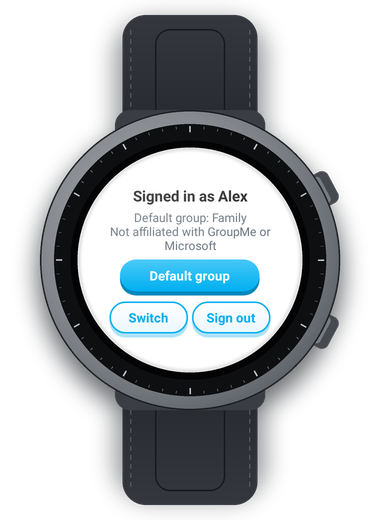 Signed in as Alex
Default group: Family
Not affiliated with GroupMe or
Microsoft
Default group
Switch
Sign out